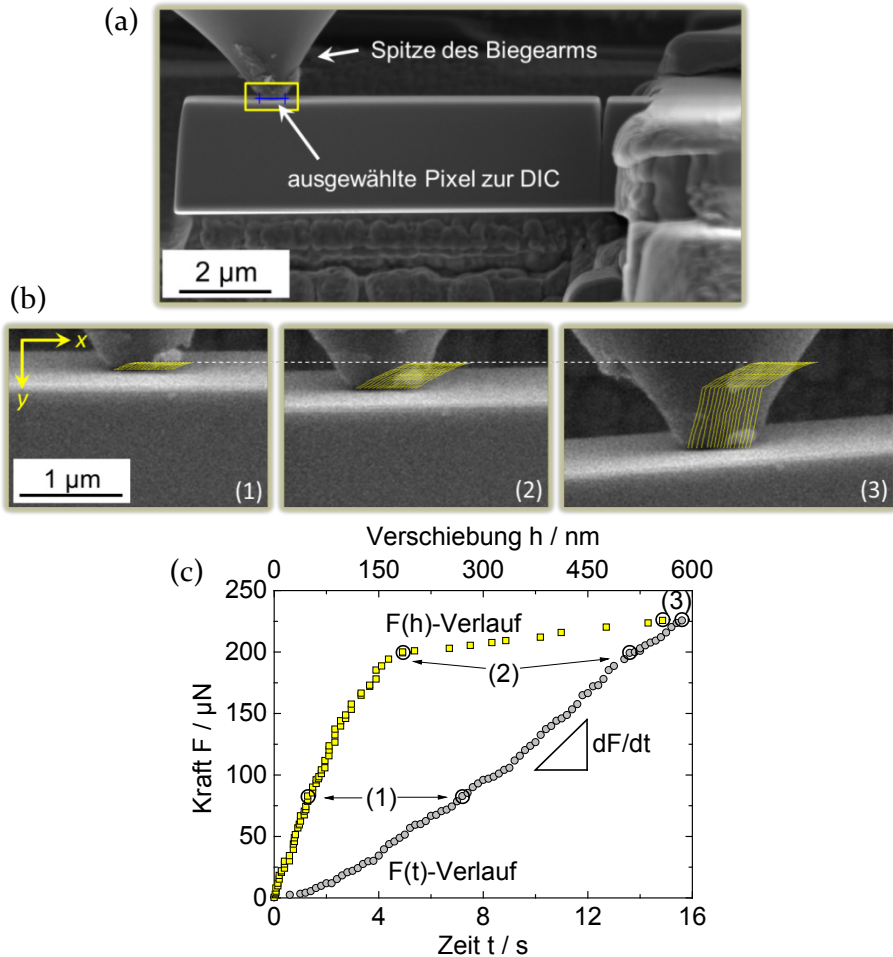 (a)
Spitze des Biegearms
ausgewählte Pixel zur DIC
2 µm
(b)
x
y
1 µm
(1)
(2)
(3)
(c)
Verschiebung h / nm
0 150 300 450 600
250
200
150
100
50
0
Kraft F / µN
F(h)-Verlauf
(3)
(2)
dF/dt
(1)
F(t)-Verlauf
0 4 8 12 16
Zeit t / s